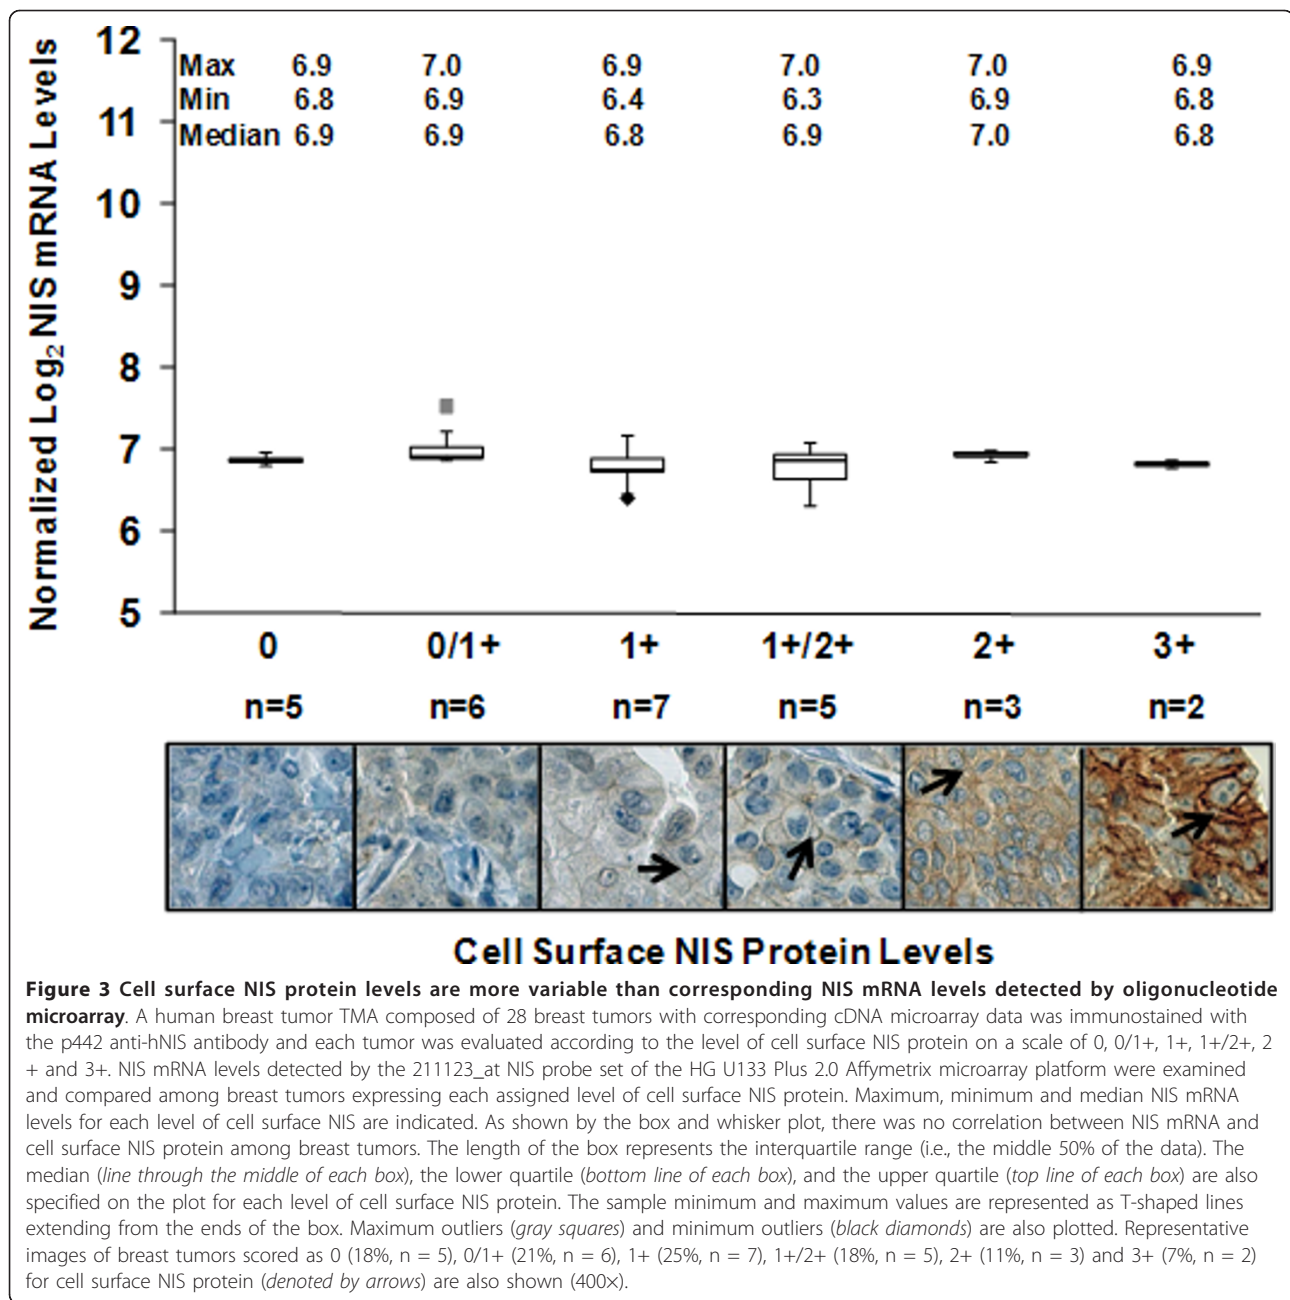 Normalized Log₂ NIS mRNA Levels
12
11
10
9
8
7
6
5
Max 6.9 7.0 6.9 7.0 7.0 6.9
Min 6.8 6.9 6.4 6.3 6.9 6.8
Median 6.9 6.9 6.8 6.9 7.0 6.8
0 0/1+ 1+ 1+/2+ 2+ 3+
n=5 n=6 n=7 n=5 n=3 n=2
Cell Surface NIS Protein Levels
Figure 3 Cell surface NIS protein levels are more variable than corresponding NIS mRNA levels detected by oligonucleotide
microarray. A human breast tumor TMA composed of 28 breast tumors with corresponding cDNA microarray data was immunostained with
the p442 anti-hNIS antibody and each tumor was evaluated according to the level of cell surface NIS protein on a scale of 0, 0/1+, 1+, 1+/2+, 2
+ and 3+. NIS mRNA levels detected by the 211123_at NIS probe set of the HG U133 Plus 2.0 Affymetrix microarray platform were examined
and compared among breast tumors expressing each assigned level of cell surface NIS protein. Maximum, minimum and median NIS mRNA
levels for each level of cell surface NIS are indicated. As shown by the box and whisker plot, there was no correlation between NIS mRNA and
cell surface NIS protein among breast tumors. The length of the box represents the interquartile range (i.e., the middle 50% of the data). The
median (line through the middle of each box), the lower quartile (bottom line of each box), and the upper quartile (top line of each box) are also
specified on the plot for each level of cell surface NIS protein. The sample minimum and maximum values are represented as T-shaped lines
extending from the ends of the box. Maximum outliers (gray squares) and minimum outliers (black diamonds) are also plotted. Representative
images of breast tumors scored as 0 (18%, n = 5), 0/1+ (21%, n = 6), 1+ (25%, n = 7), 1+/2+ (18%, n = 5), 2+ (11%, n = 3) and 3+ (7%, n = 2)
for cell surface NIS protein (denoted by arrows) are also shown (400×).